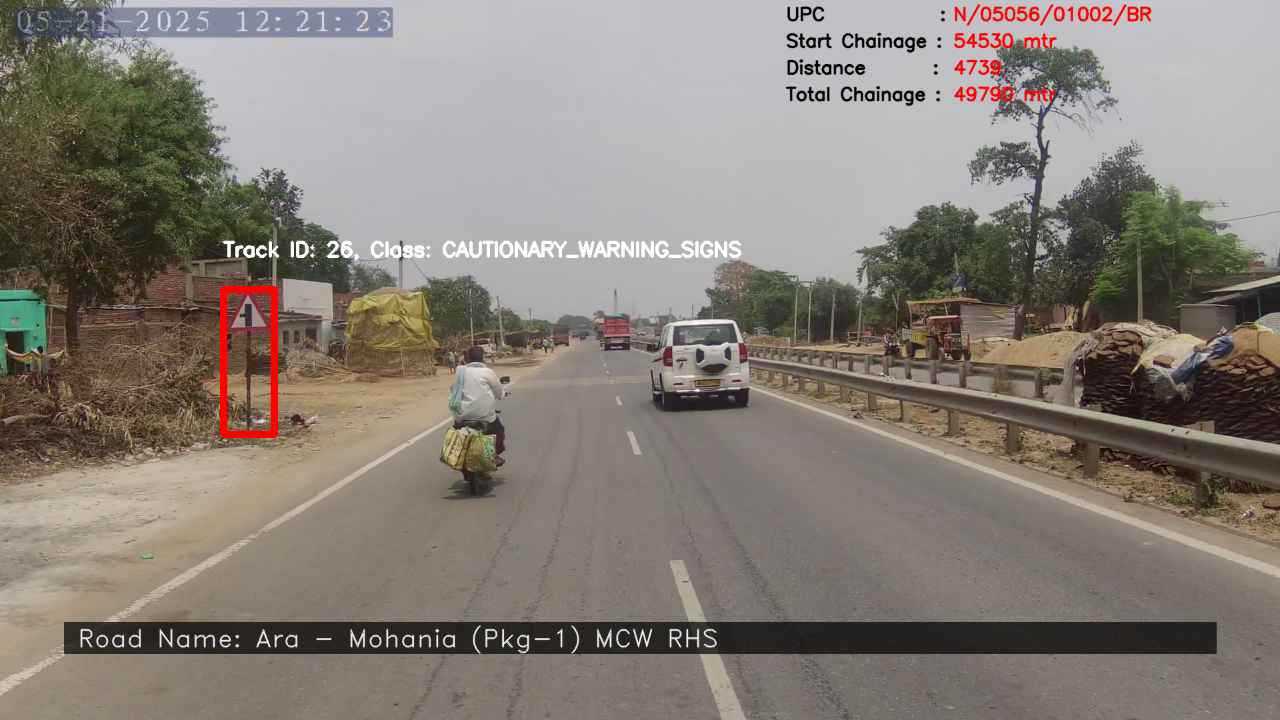 05-21-2025 12:21:23
UPC : N/05056/01002/BR
Start Chainage : 54530 mtr
Distance : 4739
Total Chainage : 49790 mtr
Track ID: 26, Class: CAUTIONARY_WARNING_SIGNS
Road Name: Ara - Mohania (Pkg-1) MCW RHS